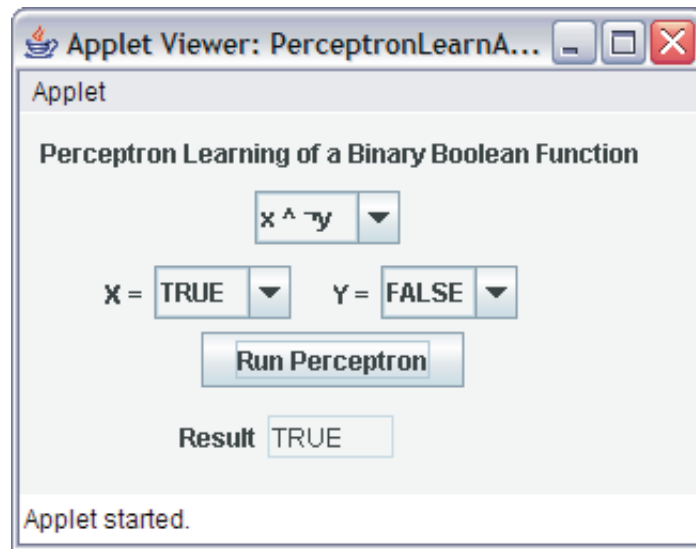 Applet Viewer: PerceptronLearnA...
Applet
Perceptron Learning of a Binary Boolean Function
x ^ ¬y
X = TRUE Y = FALSE
Run Perceptron
Result TRUE
Applet started.